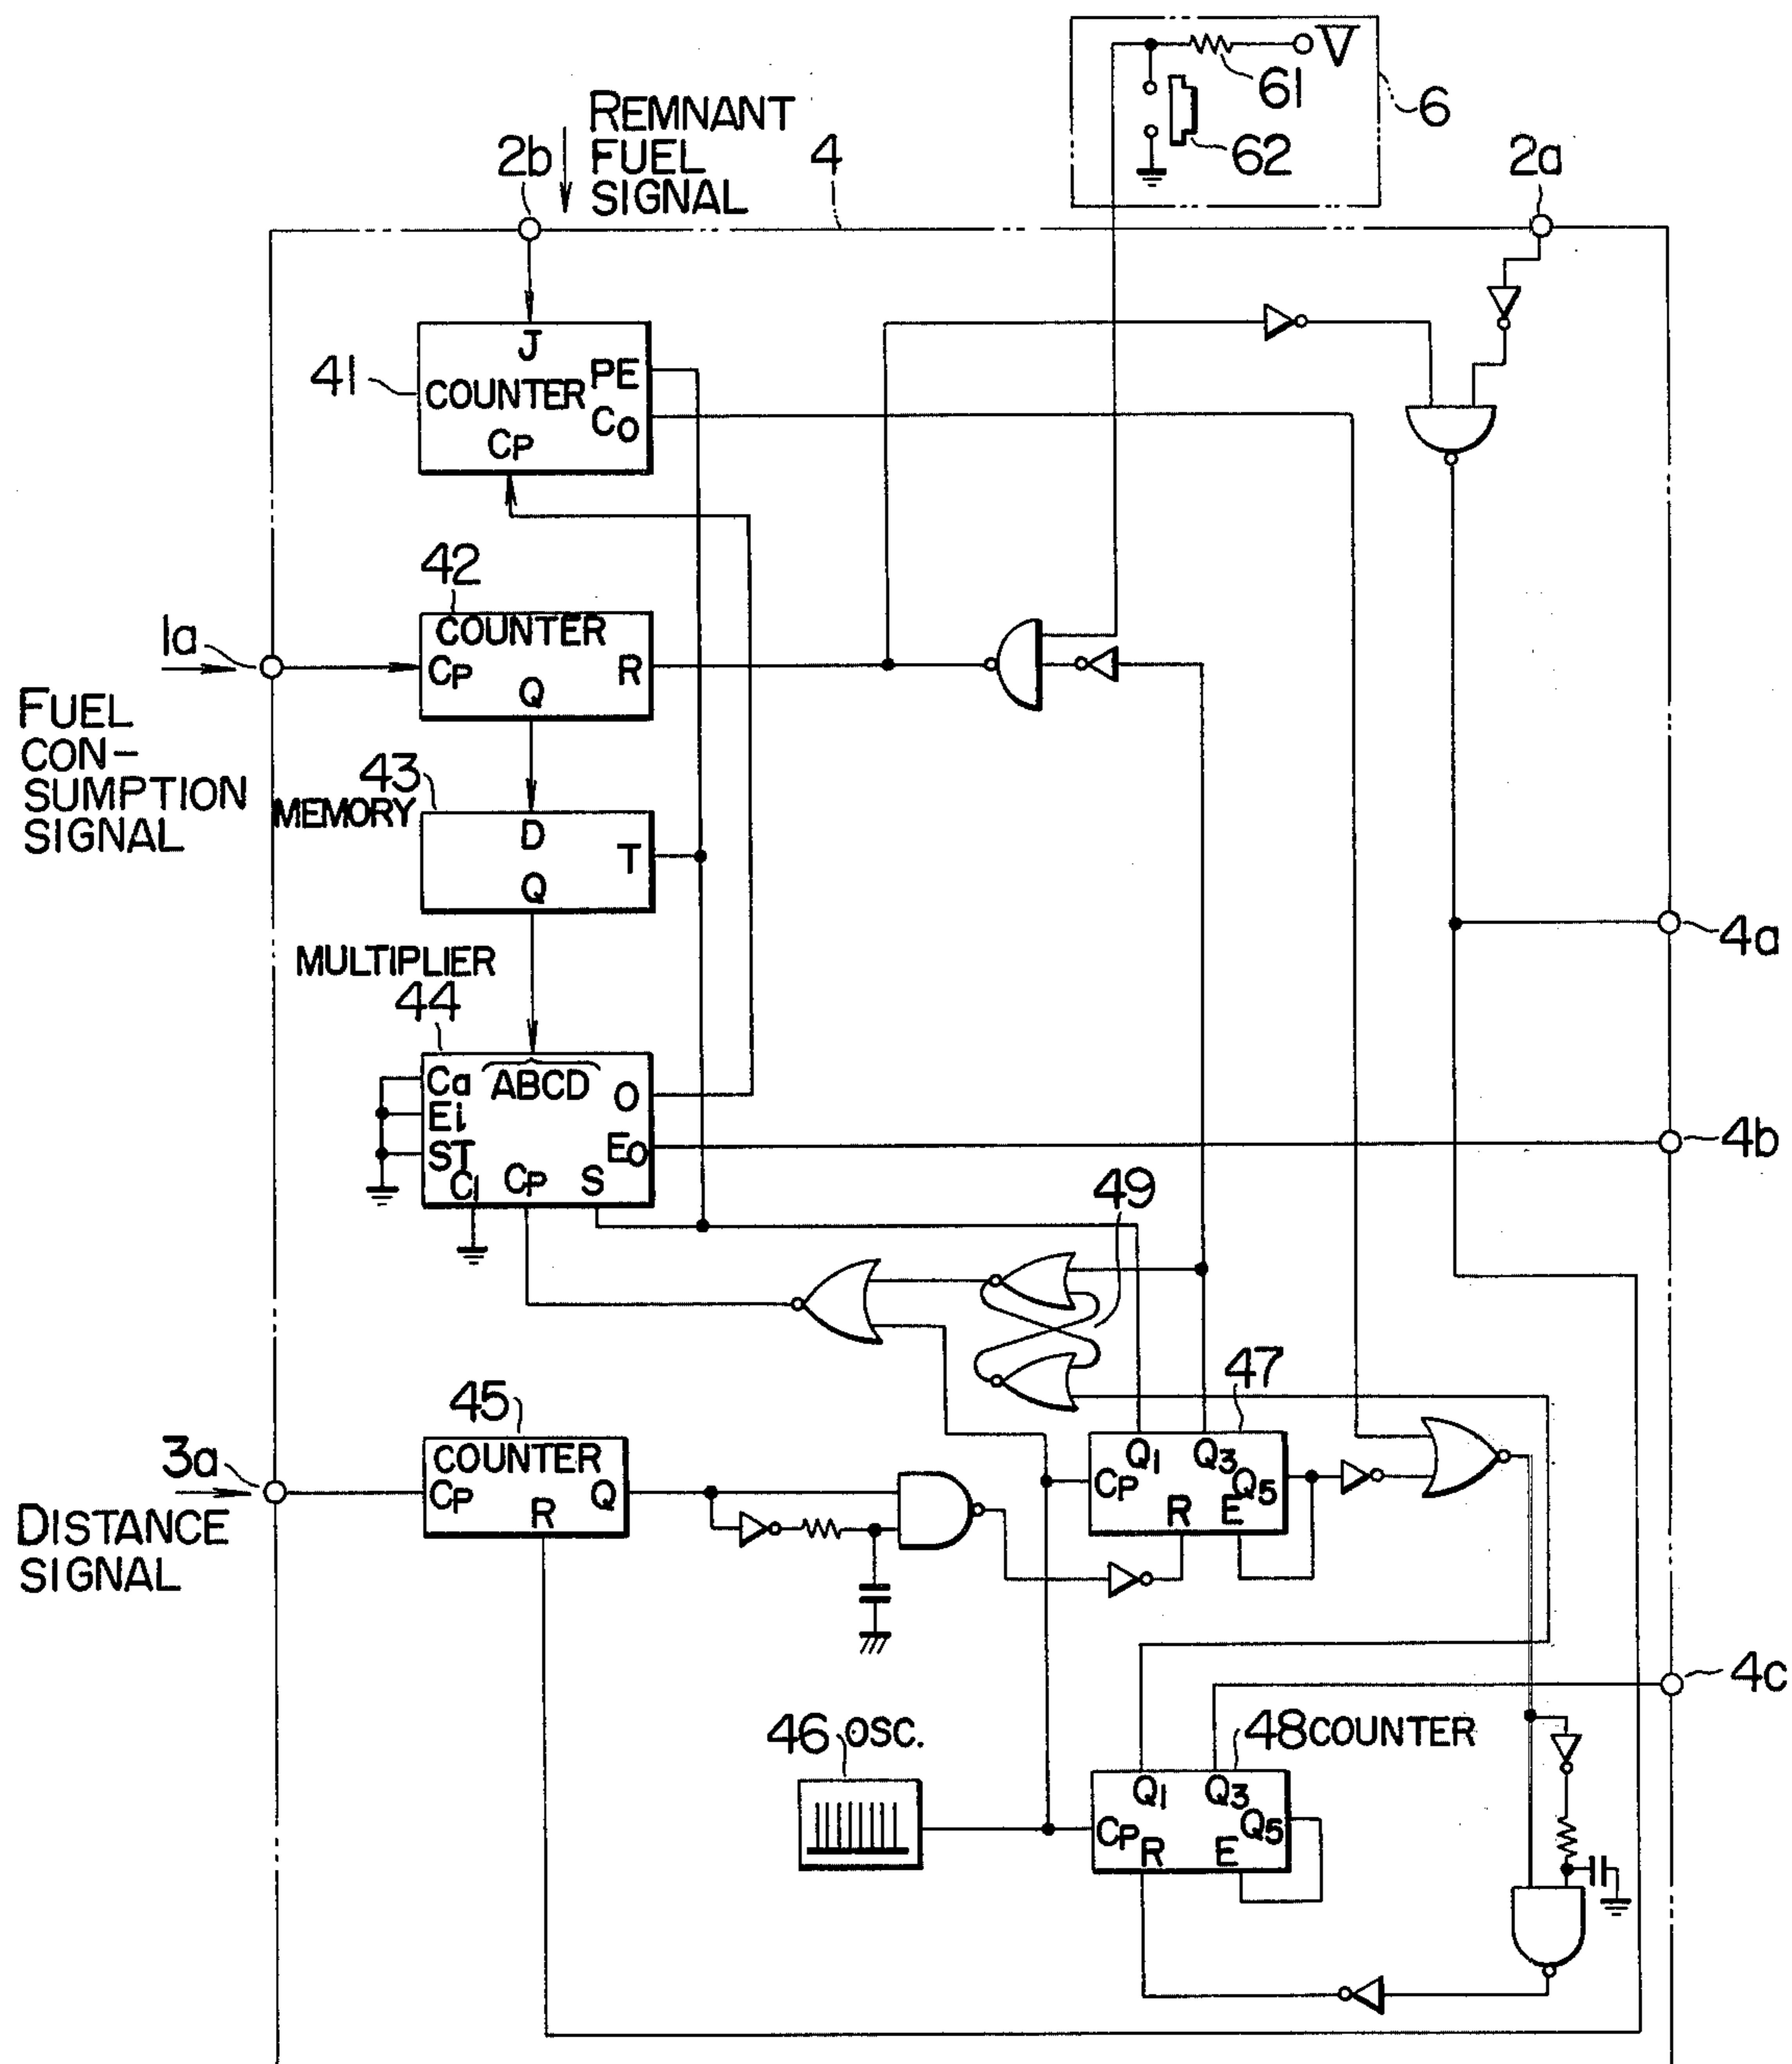 V
61
6
62
REMNANT
FUEL
SIGNAL
2b
4
2a
J
41
PE
COUNTER
Co
CP
42
COUNTER
1a
CP
R
Q
FUEL
CON-
SUMPTION
SIGNAL
43
MEMORY
D
T
Q
4a
MULTIPLIER
44
Ca
ABCD
O
Ei
4b
ST
Eo
Cl
CP
S
49
47
45
3a
COUNTER
CP
Q
R
DISTANCE
SIGNAL
Q1
Q3
CP
Q5
R
E
4c
46 OSC.
48 COUNTER
Q1
Q3
CP
Q5
R
E